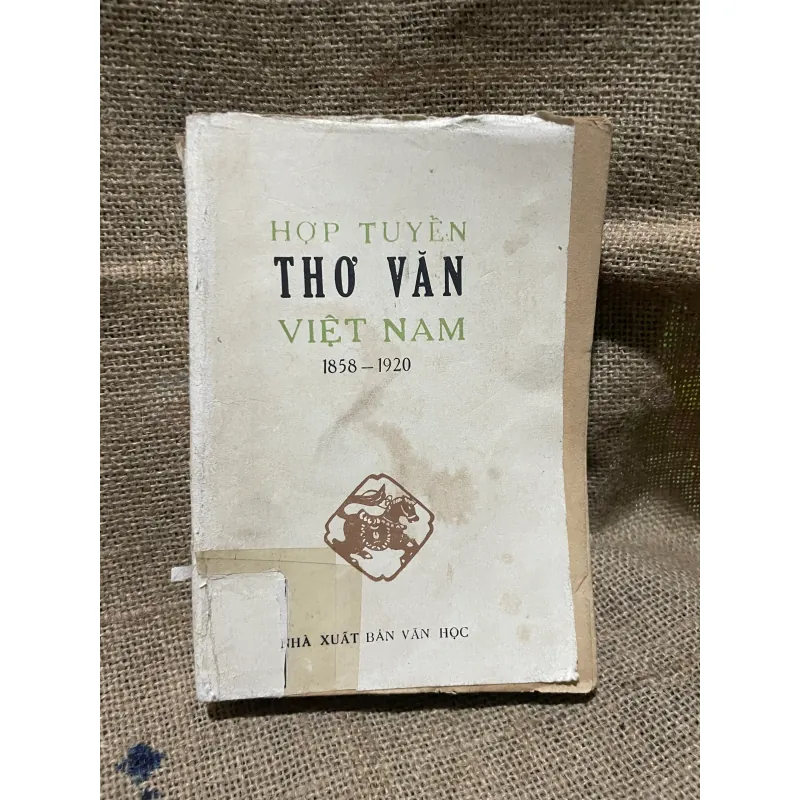 HỢP TUYỂN
THƠ VĂN
VIỆT NAM
1858 – 1920
NHÀ XUẤT BẢN VĂN HỌC